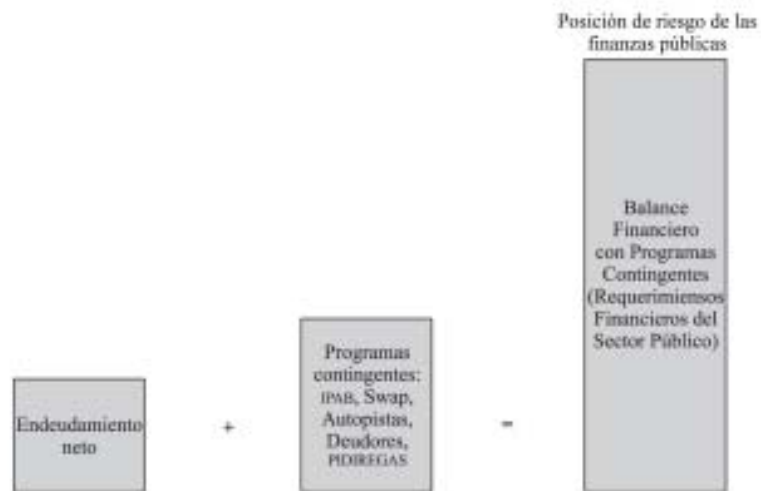 Posición de riesgo de las
finanzas públicas
Balance
Financiero
con Programas
Contingentes
(Requerimiensos
Financieros del
Sector Público)
Programas
contingentes:
IPAB, Swap,
Autopistas,
Deudores,
PIDIREGAS
Endeudamiento
neto
+
=